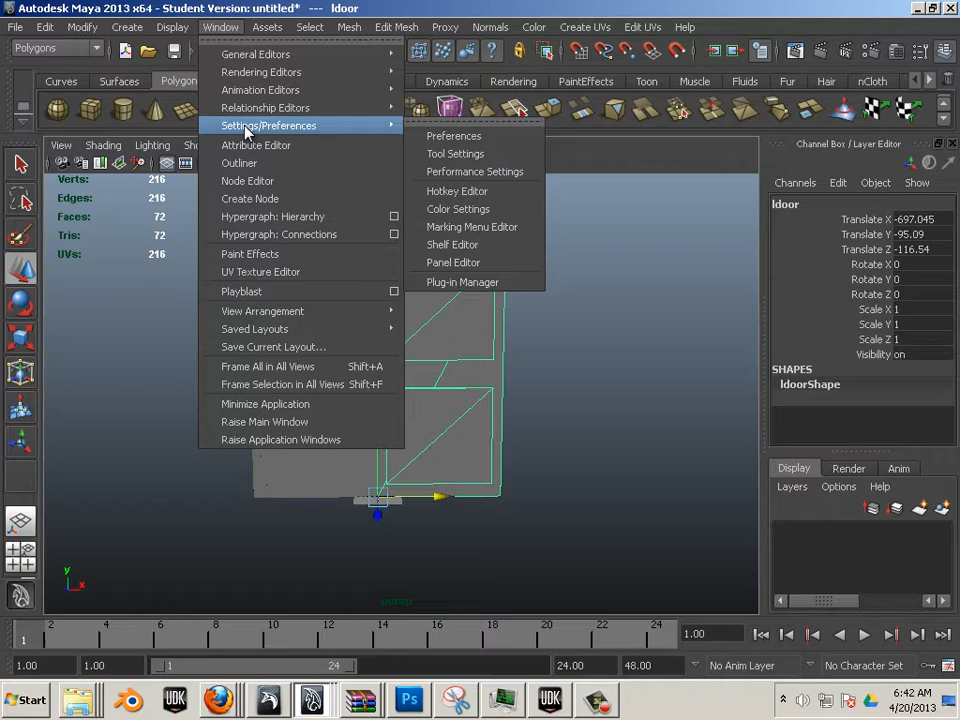 Autodesk Maya 2013 x64 - Student Version: untitled* --- ldoor
File Edit Modify Create Display Window Assets Select Mesh Edit Mesh Proxy Normals Color Create UVs Edit UVs Help
Polygons
Curves Surfaces Polygon Dynamics Rendering PaintEffects Toon Muscle Fluids Fur Hair nCloth
General Editors
Rendering Editors
Animation Editors
Relationship Editors
Settings/Preferences
Attribute Editor
Outliner
Node Editor
Create Node
Hypergraph: Hierarchy
Hypergraph: Connections
Paint Effects
UV Texture Editor
Playblast
View Arrangement
Saved Layouts
Save Current Layout...
Frame All in All Views Shift+A
Frame Selection in All Views Shift+F
Minimize Application
Raise Main Window
Raise Application Windows
Preferences
Tool Settings
Performance Settings
Hotkey Editor
Color Settings
Marking Menu Editor
Shelf Editor
Panel Editor
Plug-in Manager
View Shading Lighting
Verts: 216
Edges: 216
Faces: 72
Tris: 72
UVs: 216
Channel Box / Layer Editor
Channels Edit Object Show
ldoor
Translate X -697.045
Translate Y -95.09
Translate Z -116.54
Rotate X 0
Rotate Y 0
Rotate Z 0
Scale X 1
Scale Y 1
Scale Z 1
Visibility on
SHAPES
ldoorShape
Display Render Anim
Layers Options Help
y
x
persp
1 2 4 6 8 10 12 14 16 18 20 22 24
1.00
1.00 1.00 1 24 24.00 48.00 No Anim Layer No Character Set
Start UDK Ps UDK
6:42 AM
4/20/2013